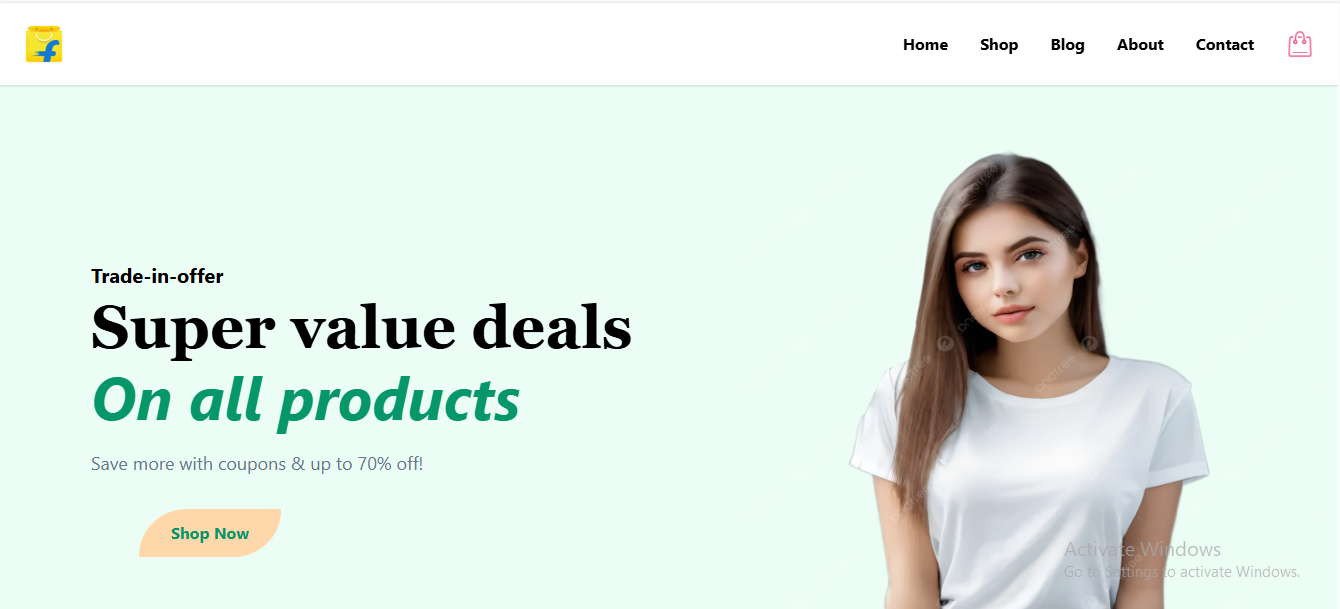 Home Shop Blog About Contact
Trade-in-offer
Super value deals
On all products
Save more with coupons & up to 70% off!
Shop Now
Activate Windows
Go to Settings to activate Windows.